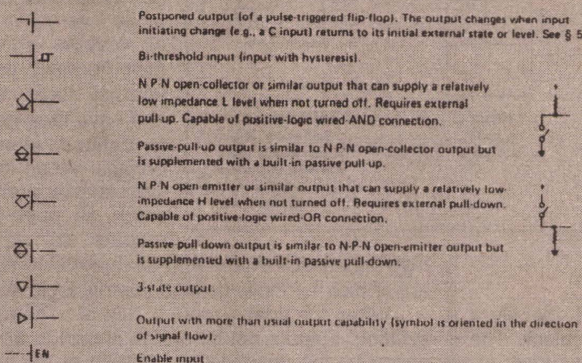 Postponed output (of a pulse-triggered flip-flop). The output changes when input
initiating change (e.g., a C input) returns to its initial external state or level. See § 5
Bi-threshold input (input with hysteresis).
N-P-N open-collector or similar output that can supply a relatively
low impedance L level when not turned off. Requires external
pull-up. Capable of positive-logic wired-AND connection.
Passive-pull-up output is similar to N-P-N open-collector output but
is supplemented with a built-in passive pull-up.
N-P-N open-emitter or similar output that can supply a relatively low-
impedance H level when not turned off. Requires external pull-down.
Capable of positive-logic wired-OR connection.
Passive pull-down output is similar to N-P-N open-emitter output but
is supplemented with a built-in passive pull-down.
3-state output.
Output with more than usual output capability (symbol is oriented in the direction
of signal flow).
EN
Enable input